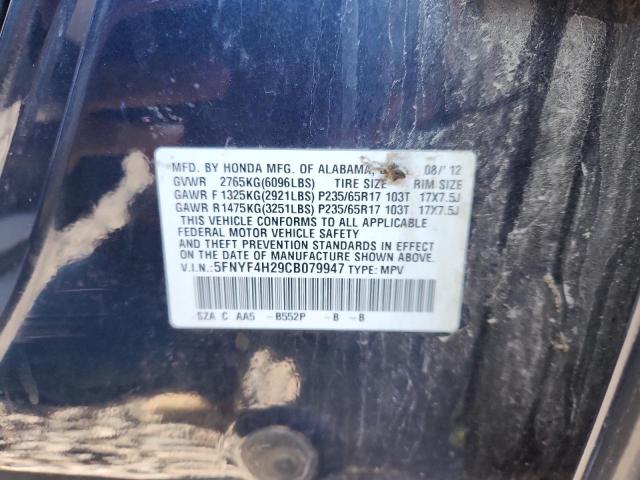 MFD. BY HONDA MFG. OF ALABAMA, 08/12
GVWR 2765KG(6096LBS) TIRE SIZE RIM SIZE
GAWR F 1325KG(2921LBS) P235/65R17 103T 17X7.5J
GAWR R1475KG(3251LBS) P235/65R17 103T 17X7.5J
THIS VEHICLE CONFORMS TO ALL APPLICABLE
FEDERAL MOTOR VEHICLE SAFETY
AND THEFT PREVENTION STANDARDS IN EFFECT
ON THE DATE OF MANUFACTURE SHOWN ABOVE.
V.I.N.: 5FNYF4H29CB079947 TYPE: MPV
SZA C AA5 -B552P -B -B